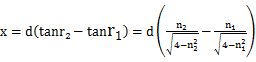 x = d(tanr₂ − tanr₁) = d( n₂/√(4−n₂²) − n₁/√(4−n₁²) )